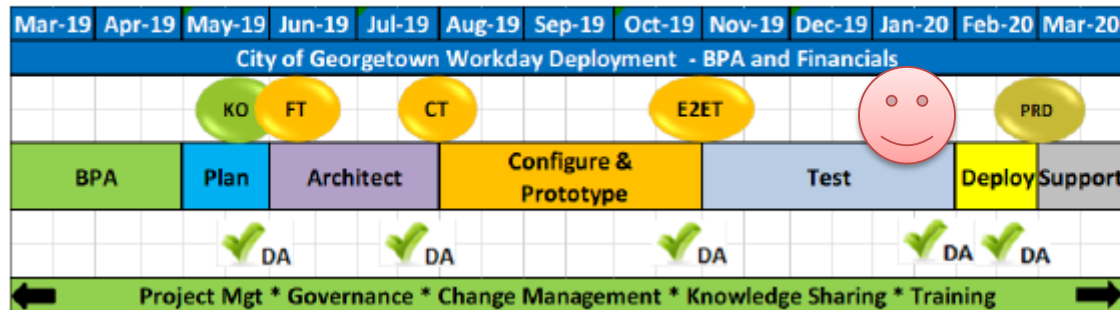 Mar-19 Apr-19 May-19 Jun-19 Jul-19 Aug-19 Sep-19 Oct-19 Nov-19 Dec-19 Jan-20 Feb-20 Mar-20
City of Georgetown Workday Deployment - BPA and Financials
KO FT CT E2ET PRD
BPA Plan Architect Configure & Prototype Test Deploy Support
DA DA DA DA DA
Project Mgt * Governance * Change Management * Knowledge Sharing * Training